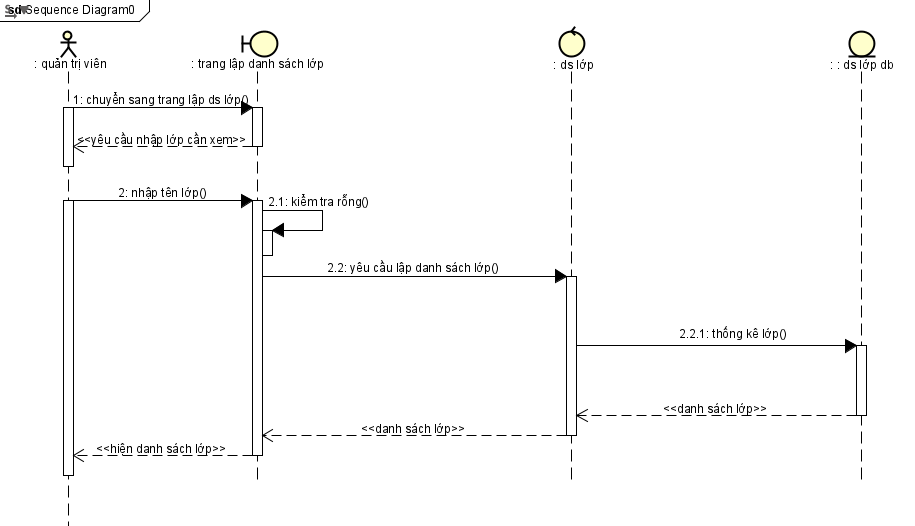 sd Sequence Diagram0
: quản trị viên
: trang lập danh sách lớp
: ds lớp
: : ds lớp db
1: chuyển sang trang lập ds lớp()
<<yêu cầu nhập lớp cần xem>>
2: nhập tên lớp()
2.1: kiểm tra rỗng()
2.2: yêu cầu lập danh sách lớp()
2.2.1: thống kê lớp()
<<danh sách lớp>>
<<danh sách lớp>>
<<hiện danh sách lớp>>